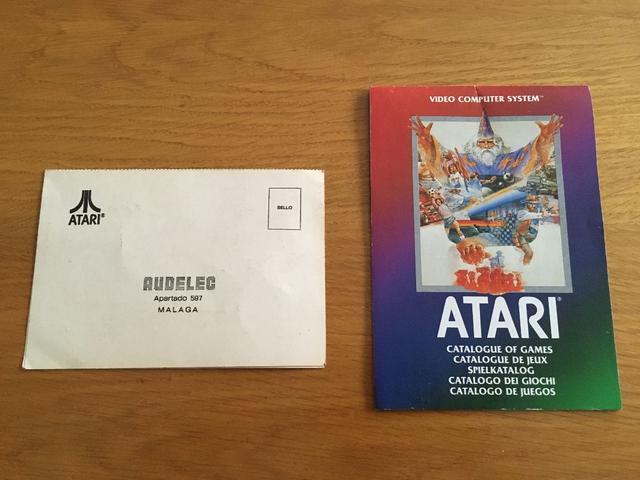 ATARI®
SELLO
AUDELEC
Apartado 597
MALAGA
VIDEO COMPUTER SYSTEM™
ATARI®
CATALOGUE OF GAMES
CATALOGUE DE JEUX
SPIELKATALOG
CATALOGO DEI GIOCHI
CATALOGO DE JUEGOS